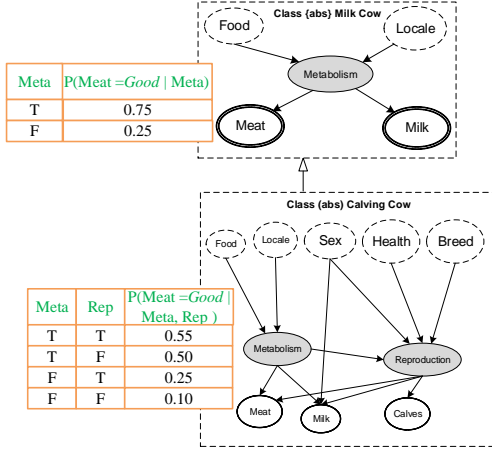 Class {abs} Milk Cow
Food
Locale
Metabolism
Meat
Milk
Meta P(Meat =Good | Meta)
T 0.75
F 0.25
Class (abs) Calving Cow
Food
Locale
Sex
Health
Breed
Metabolism
Reproduction
Meat
Milk
Calves
Meta Rep P(Meat =Good |
Meta, Rep )
T T 0.55
T F 0.50
F T 0.25
F F 0.10